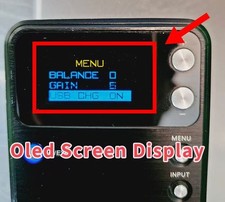 MENU
BALANCE 0
GAIN 5
USB CHG ON
Oled Screen Display
MENU
INPUT